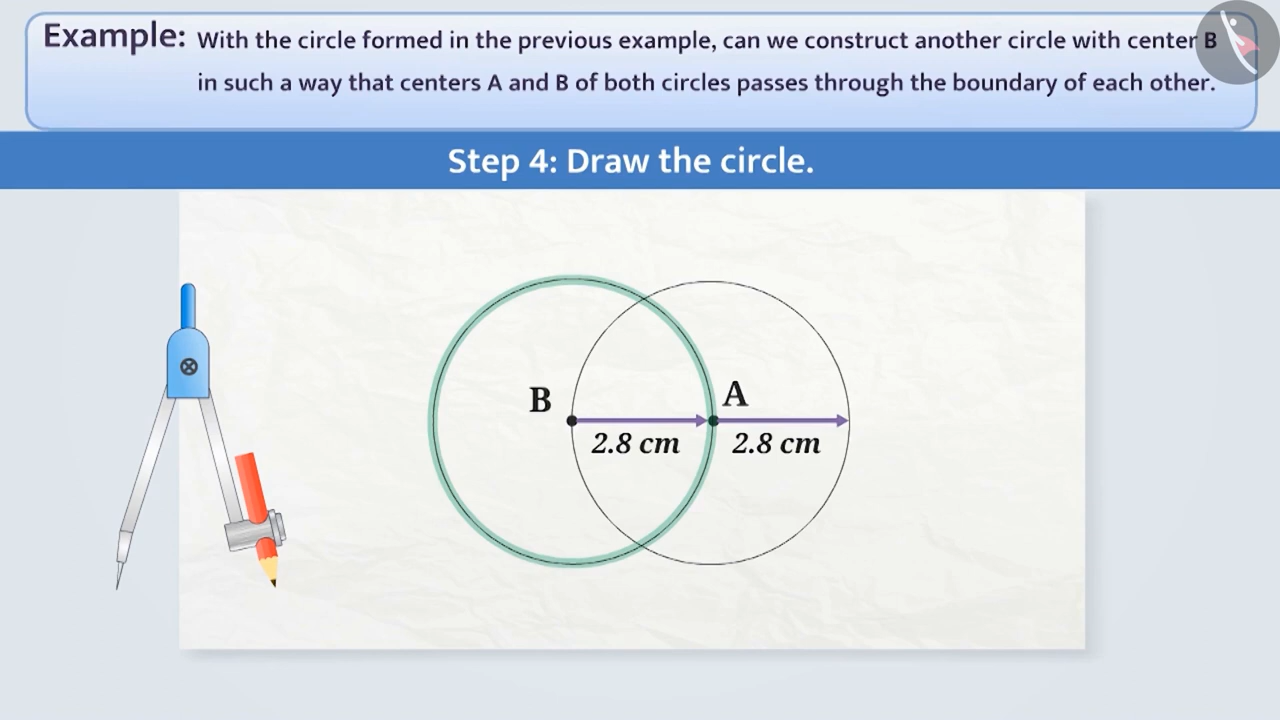 Example: With the circle formed in the previous example, can we construct another circle with center B
in such a way that centers A and B of both circles passes through the boundary of each other.
Step 4: Draw the circle.
B
A
2.8 cm
2.8 cm